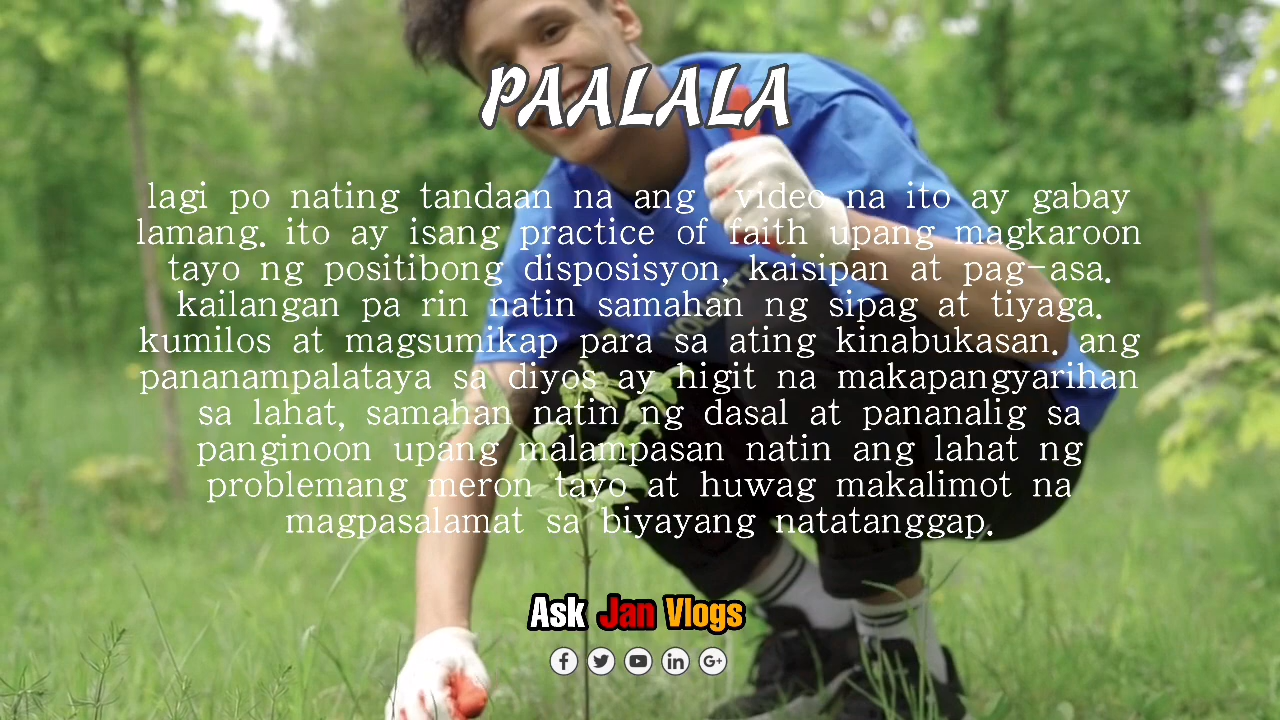 PAALALA
lagi po nating tandaan na ang video na ito ay gabay
lamang. ito ay isang practice of faith upang magkaroon
tayo ng positibong disposisyon, kaisipan at pag-asa.
kailangan pa rin natin samahan ng sipag at tiyaga.
kumilos at magsumikap para sa ating kinabukasan. ang
pananampalataya sa diyos ay higit na makapangyarihan
sa lahat, samahan natin ng dasal at pananalig sa
panginoon upang malampasan natin ang lahat ng
problemang meron tayo at huwag makalimot na
magpasalamat sa biyayang natatanggap.
Ask Jan Vlogs